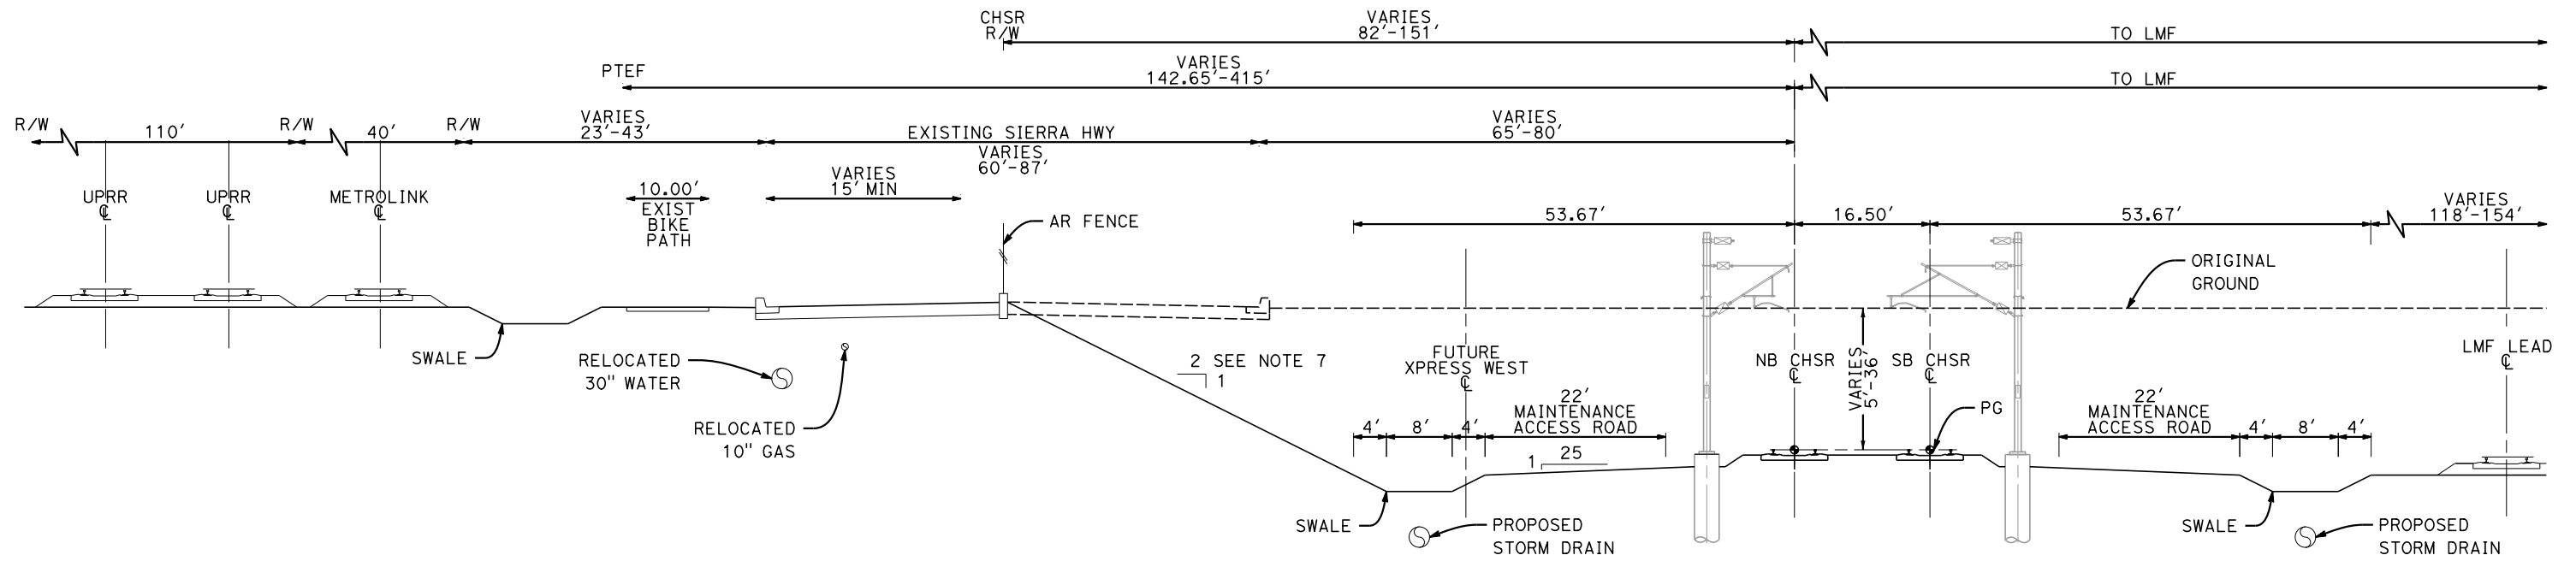 CHSR
R/W
VARIES
82'-151'
TO LMF
PTEF
VARIES
142.65'-415'
TO LMF
R/W
110'
R/W
40'
R/W
VARIES
23'-43'
EXISTING SIERRA HWY
VARIES
60'-87'
VARIES
65'-80'
UPRR
℄
UPRR
℄
METROLINK
℄
10.00'
EXIST
BIKE
PATH
VARIES
15' MIN
AR FENCE
53.67'
16.50'
53.67'
VARIES
118'-154'
ORIGINAL
GROUND
SWALE
RELOCATED
30" WATER
RELOCATED
10" GAS
2 SEE NOTE 7
1
FUTURE
XPRESS WEST
℄
NB CHSR
℄
VARIES
5'-36'
SB CHSR
℄
LMF LEAD
℄
PG
4'
8'
4'
22'
MAINTENANCE
ACCESS ROAD
1
25
22'
MAINTENANCE
ACCESS ROAD
4'
8'
4'
SWALE
PROPOSED
STORM DRAIN
SWALE
PROPOSED
STORM DRAIN